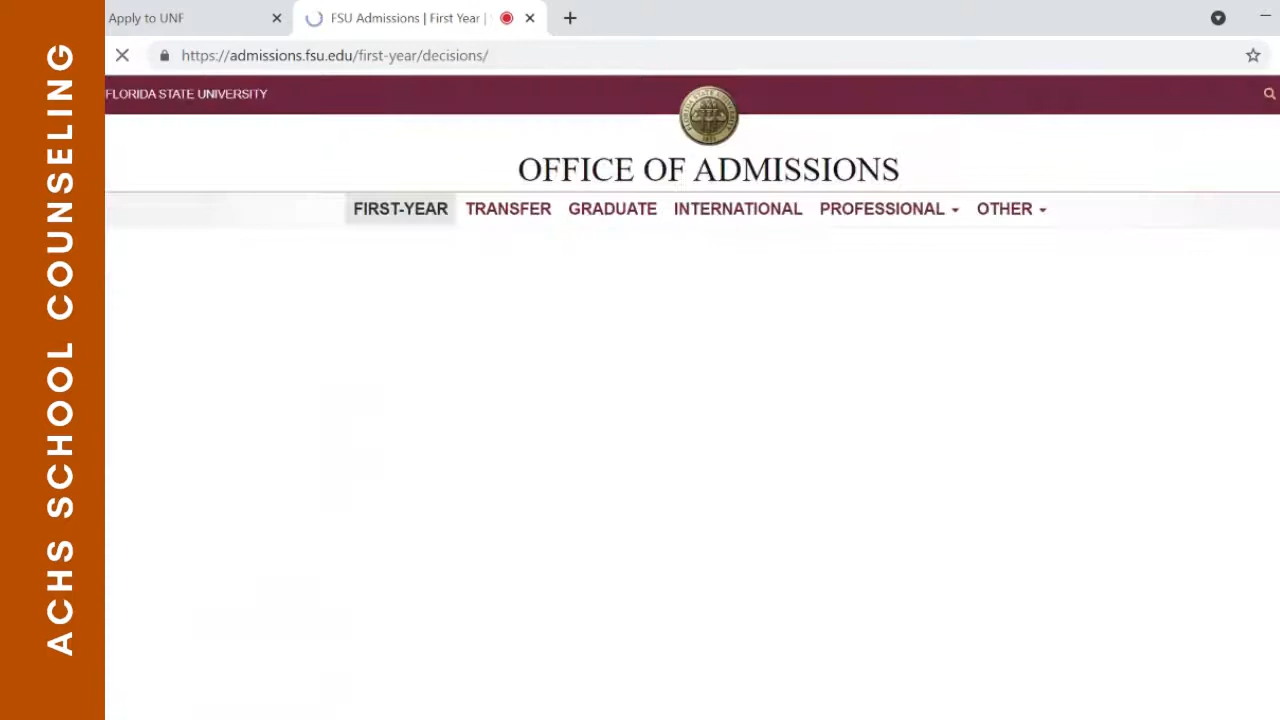 ACHS SCHOOL COUNSELING
Apply to UNF
FSU Admissions | First Year |
https://admissions.fsu.edu/first-year/decisions/
FLORIDA STATE UNIVERSITY
OFFICE OF ADMISSIONS
FIRST-YEAR TRANSFER GRADUATE INTERNATIONAL PROFESSIONAL OTHER